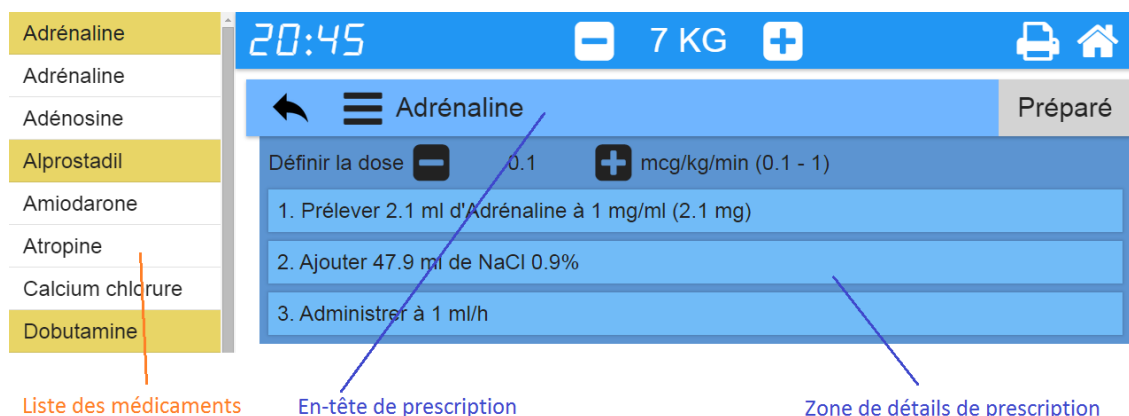 Adrénaline
Adrénaline
Adénosine
Alprostadil
Amiodarone
Atropine
Calcium chlorure
Dobutamine
20:45
7 KG
Adrénaline
Préparé
Définir la dose 0.1 mcg/kg/min (0.1 - 1)
1. Prélever 2.1 ml d'Adrénaline à 1 mg/ml (2.1 mg)
2. Ajouter 47.9 ml de NaCl 0.9%
3. Administrer à 1 ml/h
Liste des médicaments
En-tête de prescription
Zone de détails de prescription